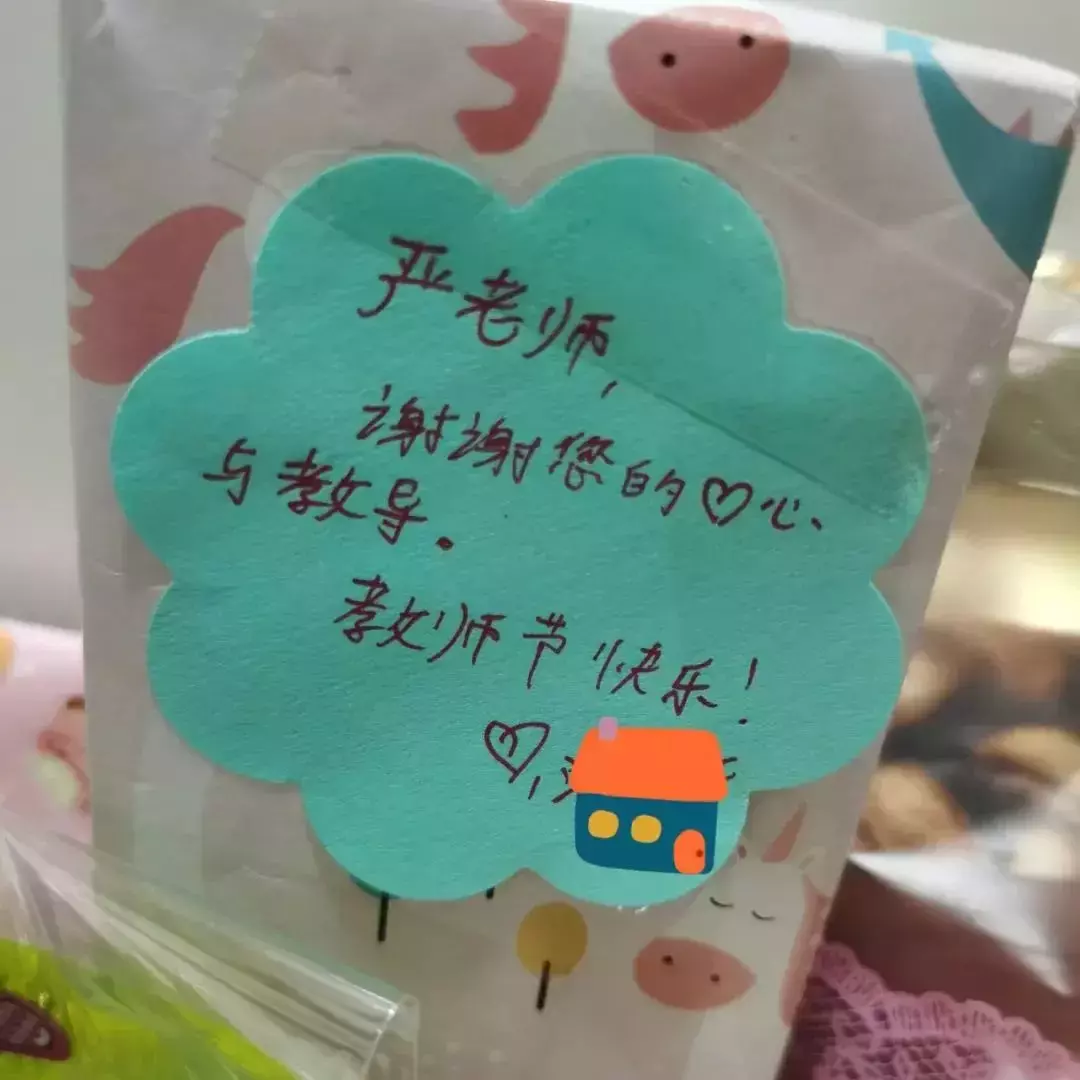 严老师,
谢谢您的♡心、
与教导。
教师节快乐!
♡,